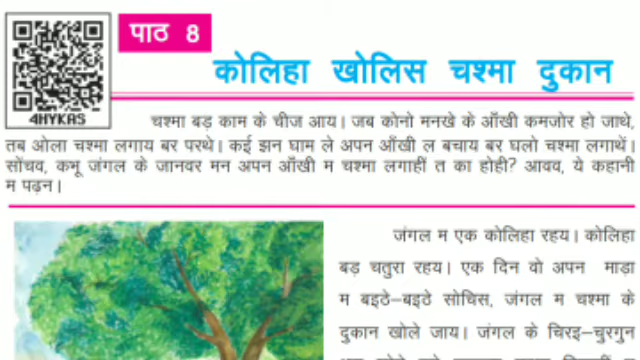 4HYKAS
पाठ 8
कोलिहा खोलिस चश्मा दुकान
चश्मा बड़ काम के चीज आय। जब कोनो मनखे के आँखी कमजोर हो जाथे,
तब ओला चश्मा लगाय बर परथे। कई झन घाम ले अपन आँखी ल बचाय बर घलो चश्मा लगाथें।
सोंचव, कभू जंगल के जानवर मन अपन आँखी म चश्मा लगाहीं त का होही? आवव, ये कहानी
म पढ़न।
जंगल म एक कोलिहा रहय। कोलिहा
बड़ चतुरा रहय। एक दिन वो अपन माड़ा
म बइठे–बइठे सोचिस, जंगल म चश्मा के
दुकान खोले जाय। जंगल के चिरइ–चुरगुन